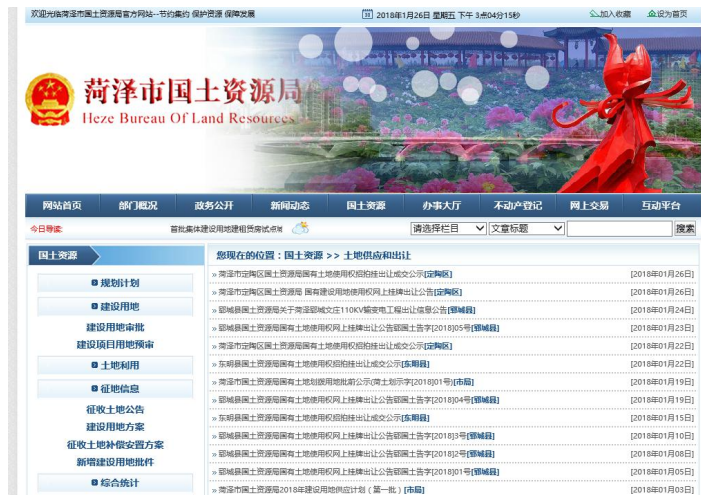 欢迎光临菏泽市国土资源局官方网站--节约集约 保护资源 保障发展
2018年1月26日 星期五 下午 3点04分15秒
加入收藏
设为首页
菏泽市国土资源局
Heze Bureau Of Land Resources
网站首页 部门概况 政务公开 新闻动态 国土资源 办事大厅 不动产登记 网上交易 互动平台
今日导读:
首批集体建设用地建租赁房试点城
请选择栏目
文章标题
搜索
国土资源
规划计划
建设用地
建设用地审批
建设项目用地预审
土地利用
征地信息
征收土地公告
建设用地方案
征收土地补偿安置方案
新增建设用地批件
综合统计
您现在的位置：国土资源 >> 土地供应和出让
» 菏泽市定陶区国土资源局国有土地使用权招拍挂出让成交公示[定陶区] [2018年01月26日]
» 菏泽市定陶区国土资源局 国有建设用地使用权网上挂牌出让公告[定陶区] [2018年01月26日]
» 鄄城县国土资源局关于菏泽鄄城文庄110KV输变电工程出让信息公告[鄄城县] [2018年01月24日]
» 鄄城县国土资源局国有土地使用权网上挂牌出让公告鄄国土告字[2018]05号[鄄城县] [2018年01月23日]
» 菏泽市定陶区国土资源局国有土地使用权招拍挂出让成交公示[定陶区] [2018年01月22日]
» 东明县国土资源局国有土地使用权招拍挂出让成交公示[东明县] [2018年01月22日]
» 菏泽市国土资源局国有土地划拨用地批前公示(菏土划示字[2018]01号)[市局] [2018年01月19日]
» 鄄城县国土资源局国有土地使用权网上挂牌出让公告鄄国土告字[2018]04号[鄄城县] [2018年01月19日]
» 东明县国土资源局国有土地使用权招拍挂出让成交公示[东明县] [2018年01月15日]
» 鄄城县国土资源局国有土地使用权网上挂牌出让公告鄄国土告字[2018]3号[鄄城县] [2018年01月10日]
» 鄄城县国土资源局国有土地使用权网上挂牌出让公告鄄国土告字[2018]2号[鄄城县] [2018年01月08日]
» 鄄城县国土资源局国有土地使用权网上挂牌出让公告鄄国土告字[2018]01号[鄄城县] [2018年01月05日]
» 菏泽市国土资源局2018年建设用地供应计划（第一批）[市局] [2018年01月03日]